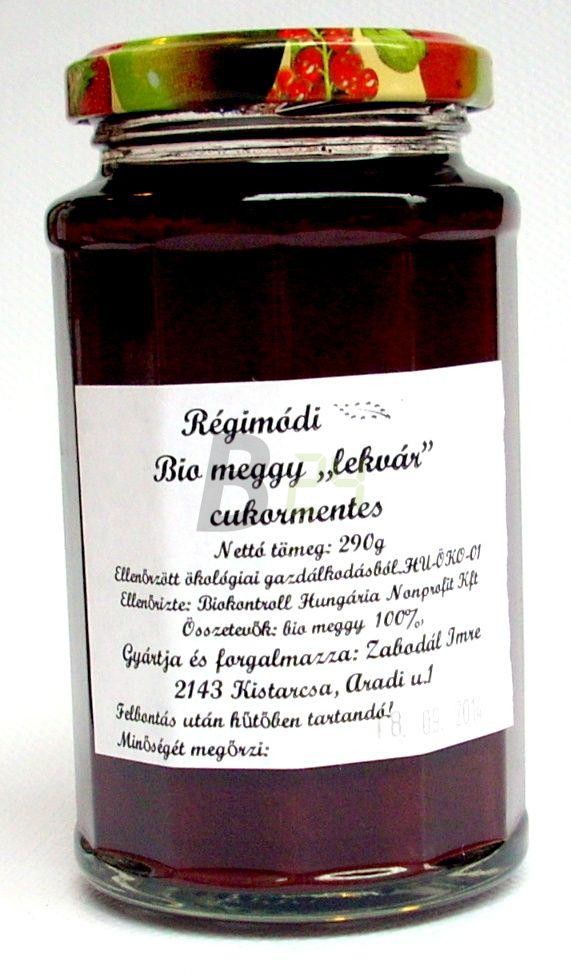 Régimódi
Bio meggy „lekvár”
cukormentes
Nettó tömeg: 290g
Ellenőrzött ökológiai gazdálkodásból.HU-ÖKO-01
Ellenőrizte: Biokontroll Hungária Nonprofit Kft
Összetevők: bio meggy 100%
Gyártja és forgalmazza: Zabodál Imre
2143 Kistarcsa, Aradi u.1
Felbontás után hűtőben tartandó!
Minőségét megőrzi: